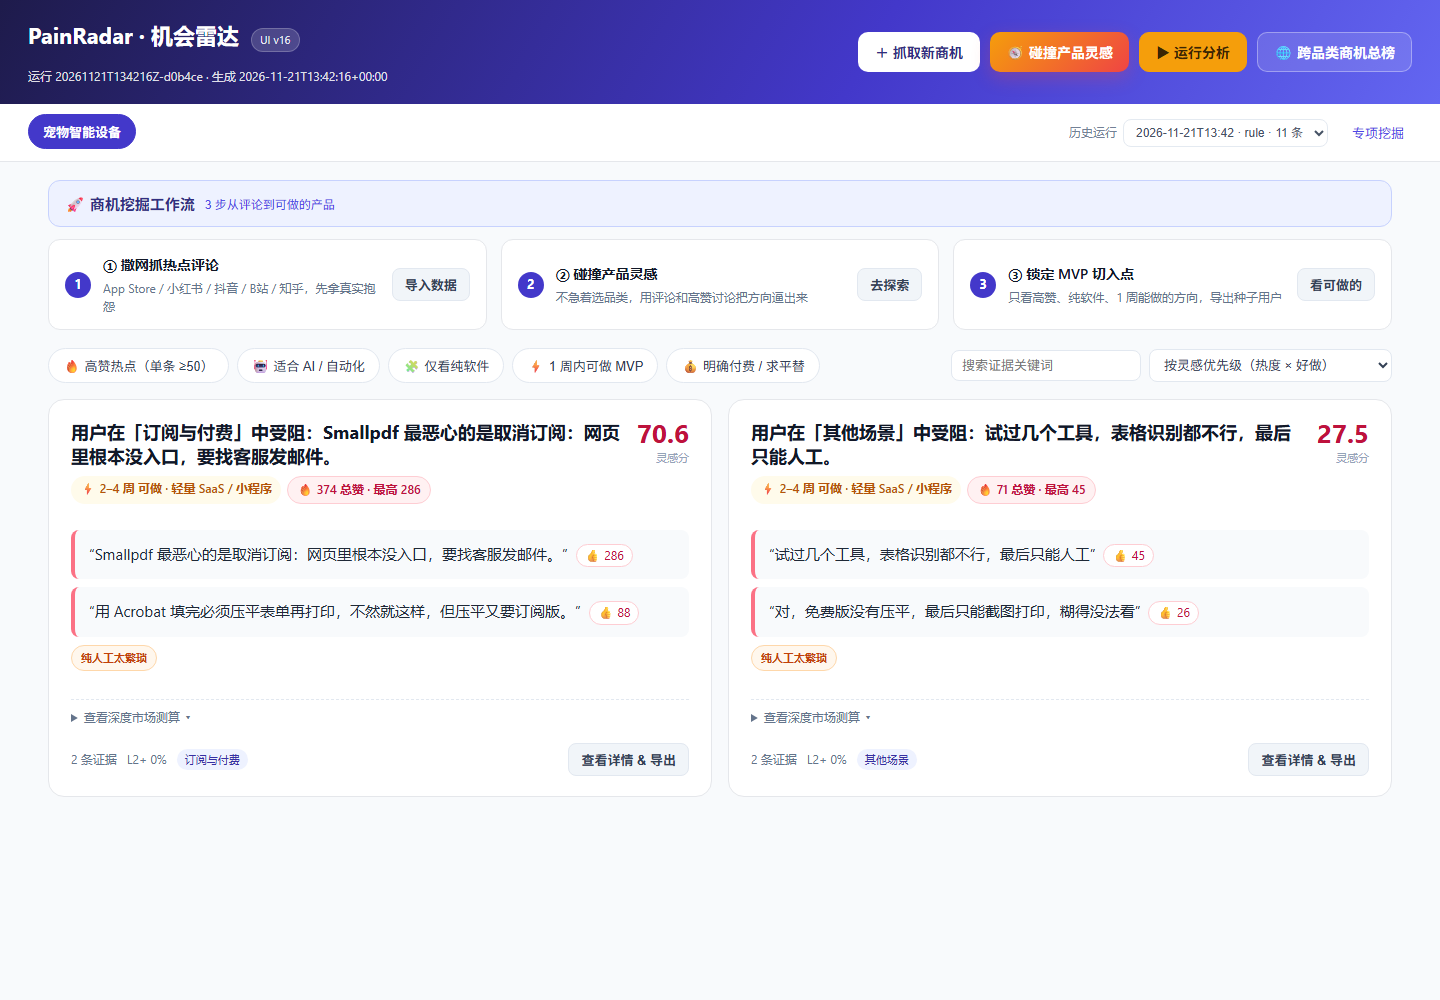 PainRadar · 机会雷达 UI v16
运行 20261121T134216Z-d0b4ce · 生成 2026-11-21T13:42:16+00:00
＋ 抓取新商机
碰撞产品灵感
▶ 运行分析
跨品类商机总榜
宠物智能设备
历史运行
2026-11-21T13:42 · rule · 11 条
专项挖掘
🚀 商机挖掘工作流 3 步从评论到可做的产品
1
① 撒网抓热点评论
App Store / 小红书 / 抖音 / B站 / 知乎，先拿真实抱
怨
导入数据
2
② 碰撞产品灵感
不急着选品类，用评论和高赞讨论把方向逼出来
去探索
3
③ 锁定 MVP 切入点
只看高赞、纯软件、1 周能做的方向，导出种子用户
看可做的
🔥 高赞热点（单条 ≥50）
适合 AI / 自动化
🧩 仅看纯软件
⚡ 1 周内可做 MVP
💰 明确付费 / 求平替
搜索证据关键词
按灵感优先级（热度 × 好做）
用户在「订阅与付费」中受阻：Smallpdf 最恶心的是取消订阅：网页
里根本没入口，要找客服发邮件。
70.6
灵感分
⚡ 2–4 周 可做 · 轻量 SaaS / 小程序
🔥 374 总赞 · 最高 286
“Smallpdf 最恶心的是取消订阅：网页里根本没入口，要找客服发邮件。” 👍 286
“用 Acrobat 填完必须压平表单再打印，不然就这样，但压平又要订阅版。” 👍 88
纯人工太繁琐
▶ 查看深度市场测算 ▾
2 条证据 L2+ 0% 订阅与付费
查看详情 & 导出
用户在「其他场景」中受阻：试过几个工具，表格识别都不行，最后
只能人工。
27.5
灵感分
⚡ 2–4 周 可做 · 轻量 SaaS / 小程序
🔥 71 总赞 · 最高 45
“试过几个工具，表格识别都不行，最后只能人工” 👍 45
“对，免费版没有压平，最后只能截图打印，糊得没法看” 👍 26
纯人工太繁琐
▶ 查看深度市场测算 ▾
2 条证据 L2+ 0% 其他场景
查看详情 & 导出